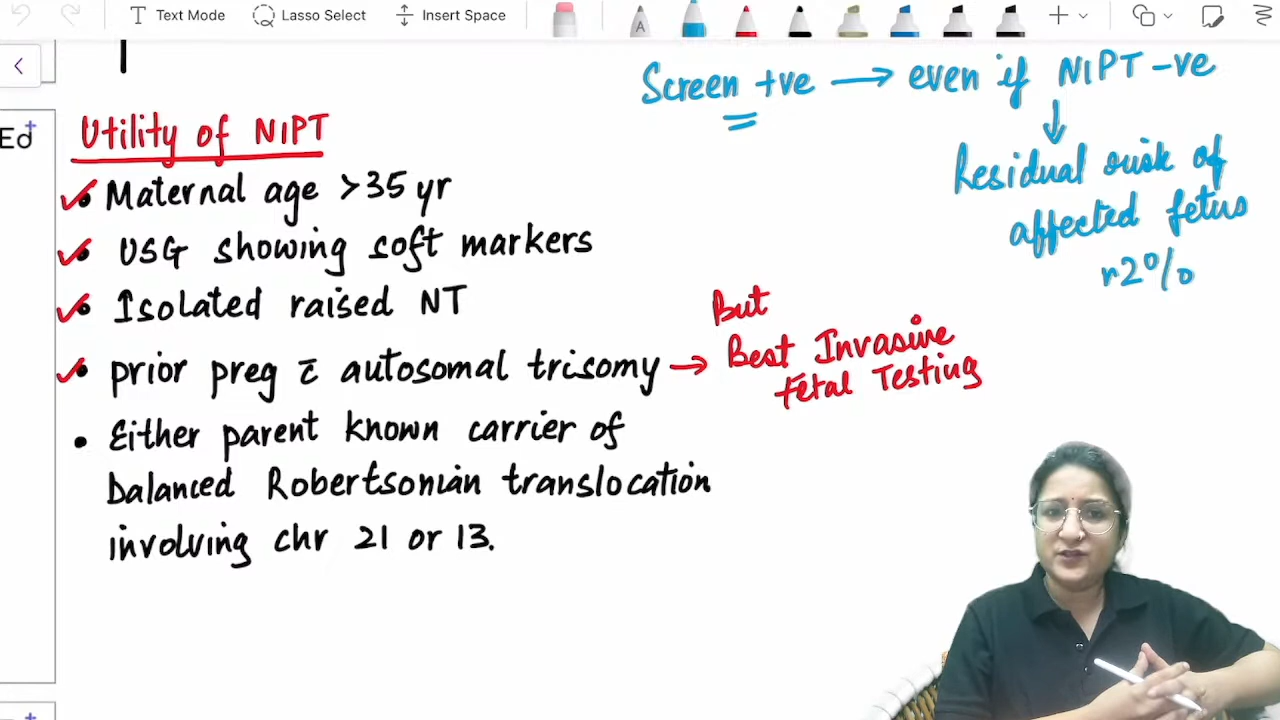 Text Mode
Lasso Select
Insert Space
A
Screen +ve → even if NIPT -ve
↓
Residual risk of
affected fetus
~2%
Ed
Utility of NIPT
• Maternal age >35 yr
• USG showing soft markers
• Isolated raised NT
• prior preg c̄ autosomal trisomy → But
Best Invasive
fetal Testing
• Either parent known carrier of
balanced Robertsonian translocation
involving chr 21 or 13.